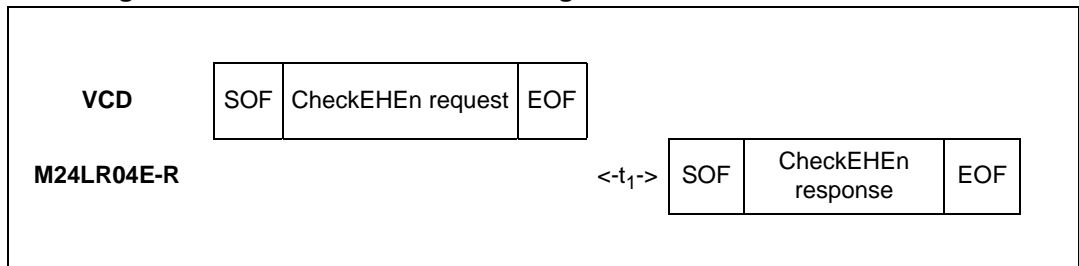 VCD SOF CheckEHEn request EOF
M24LR04E-R <-t1-> SOF CheckEHEn response EOF